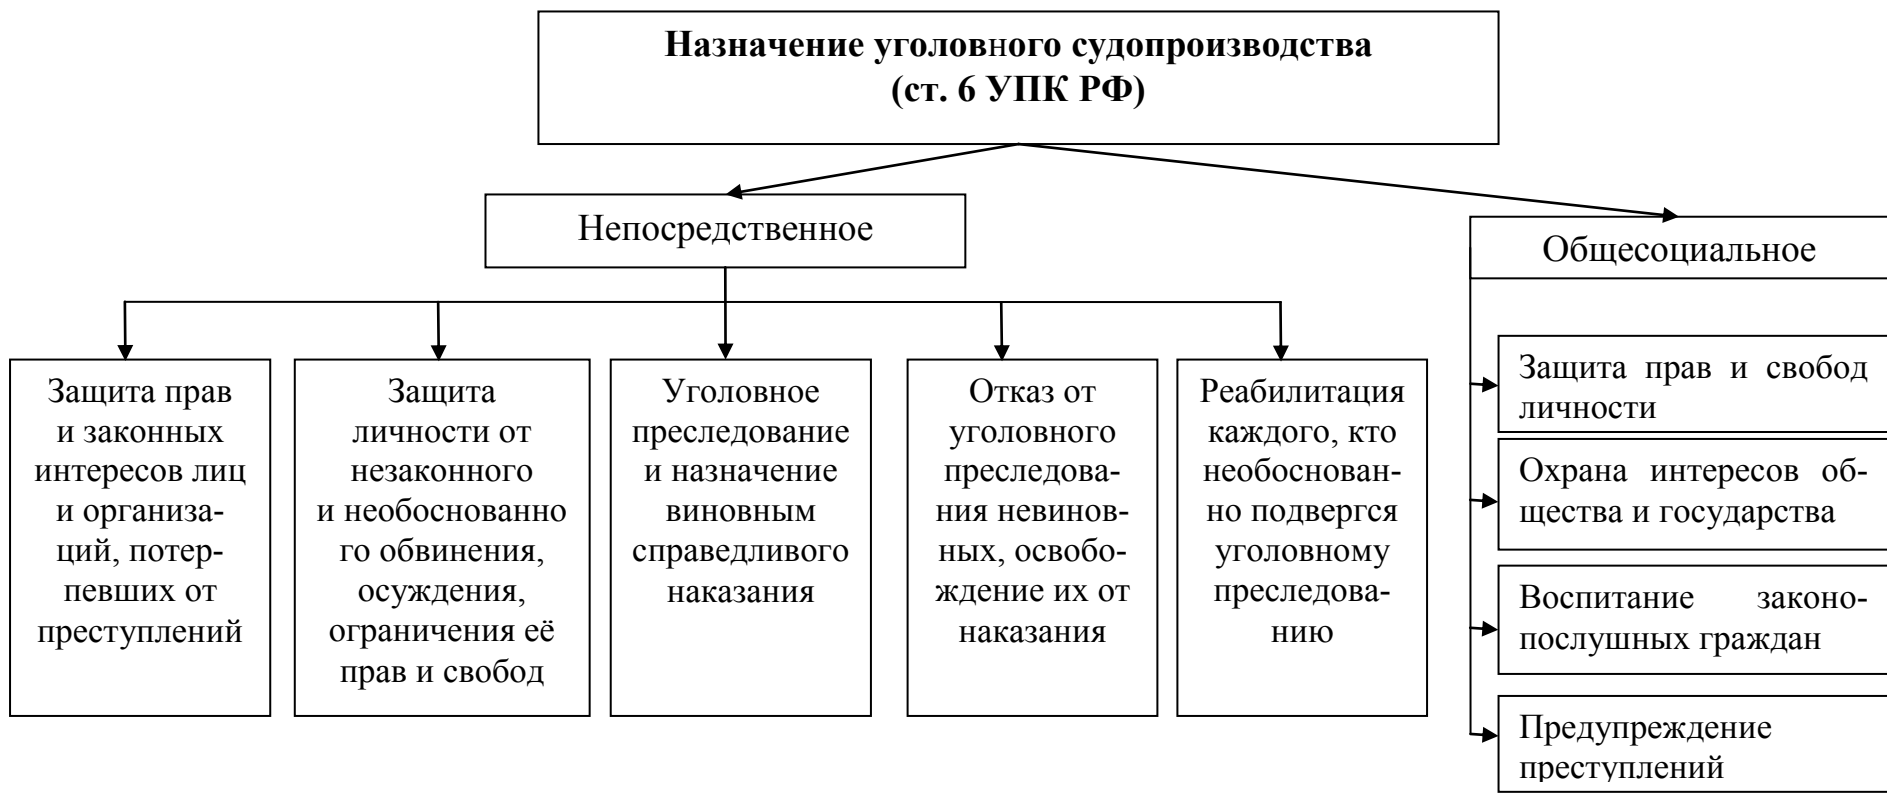 Назначение уголовного судопроизводства
(ст. 6 УПК РФ)
Непосредственное
Общесоциальное
Защита прав
и законных
интересов лиц
и организа-
ций, потер-
певших от
преступлений
Защита
личности от
незаконного
и необоснованно
го обвинения,
осуждения,
ограничения её
прав и свобод
Уголовное
преследование
и назначение
виновным
справедливого
наказания
Отказ от
уголовного
преследова-
ния невинов-
ных, освобо-
ждение их от
наказания
Реабилитация
каждого, кто
необоснован-
но подвергся
уголовному
преследова-
нию
Защита прав и свобод
личности
Охрана интересов об-
щества и государства
Воспитание законо-
послушных граждан
Предупреждение
преступлений